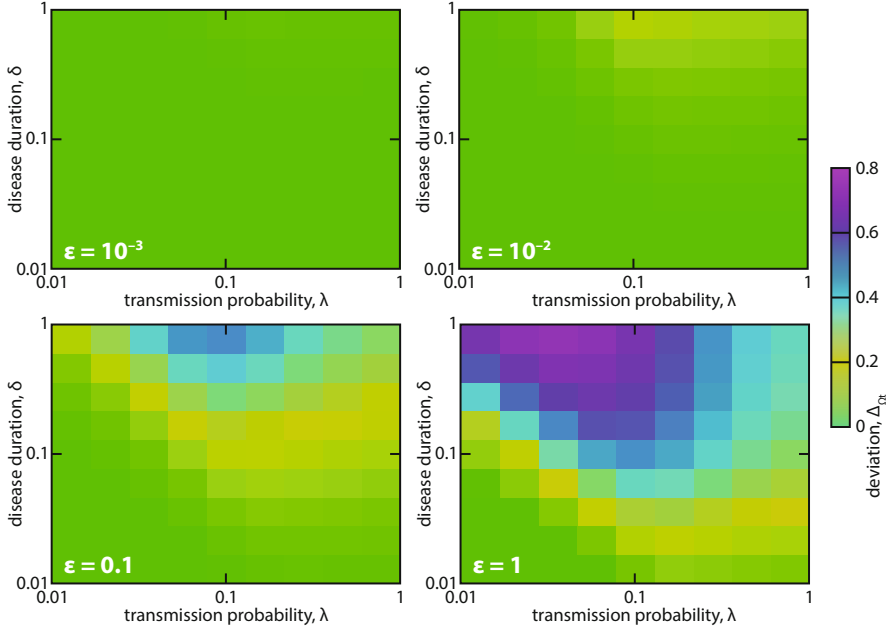 1
0.1
0.01
disease duration, δ
ε = 10⁻³
0.01
0.1
1
transmission probability, λ
1
0.1
0.01
disease duration, δ
ε = 10⁻²
0.01
0.1
1
transmission probability, λ
1
0.1
0.01
disease duration, δ
ε = 0.1
0.01
0.1
1
transmission probability, λ
1
0.1
0.01
disease duration, δ
ε = 1
0.01
0.1
1
transmission probability, λ
0.8
0.6
0.4
0.2
0
deviation, Δ